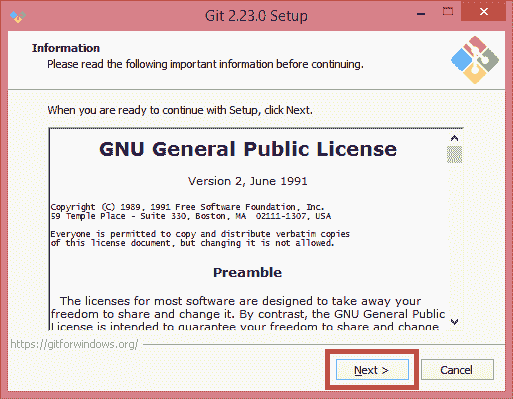 Git 2.23.0 Setup
Information
Please read the following important information before continuing.
When you are ready to continue with Setup, click Next.
GNU General Public License
Version 2, June 1991
Copyright (C) 1989, 1991 Free Software Foundation, Inc.
59 Temple Place - Suite 330, Boston, MA  02111-1307, USA
Everyone is permitted to copy and distribute verbatim copies
of this license document, but changing it is not allowed.
Preamble
The licenses for most software are designed to take away your
freedom to share and change it. By contrast, the GNU General Public
License is intended to guarantee your freedom to share and change
https://gitforwindows.org/
Next >
Cancel